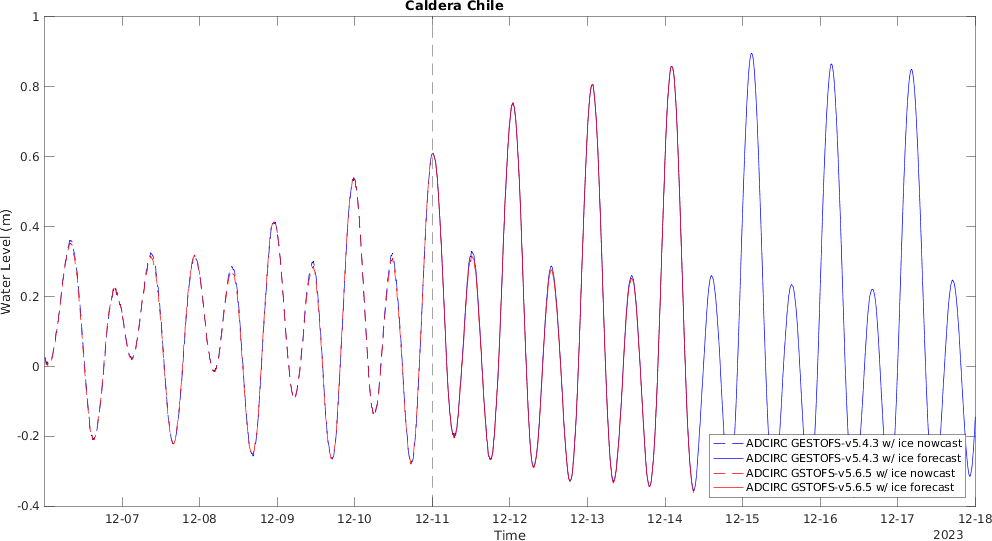 Caldera Chile
1
0.8
0.6
0.4
0.2
0
-0.2
-0.4
Water Level (m)
ADCIRC GESTOFS-v5.4.3 w/ ice nowcast
ADCIRC GESTOFS-v5.4.3 w/ ice forecast
ADCIRC GSTOFS-v5.6.5 w/ ice nowcast
ADCIRC GSTOFS-v5.6.5 w/ ice forecast
12-07 12-08 12-09 12-10 12-11 12-12 12-13 12-14 12-15 12-16 12-17 12-18
Time
2023